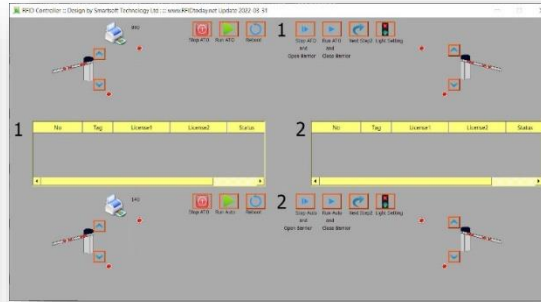 RFID Controller :: Design by Smartsoft Technology Ltd ::: www.RFIDtoday.net Update 2022-03-31
1
Stop ATO
Run ATO
Reboot
Stop ATO
and
Open Barrier
Run ATO
and
Close Barrier
Next Step2
Light Setting
1
No
Tag
License1
License2
Status
2
No
Tag
License1
License2
Status
2
Stop ATO
Run Auto
Reboot
Stop Auto
and
Open Barrier
Run Auto
and
Close Barrier
Next Step2
Light Setting